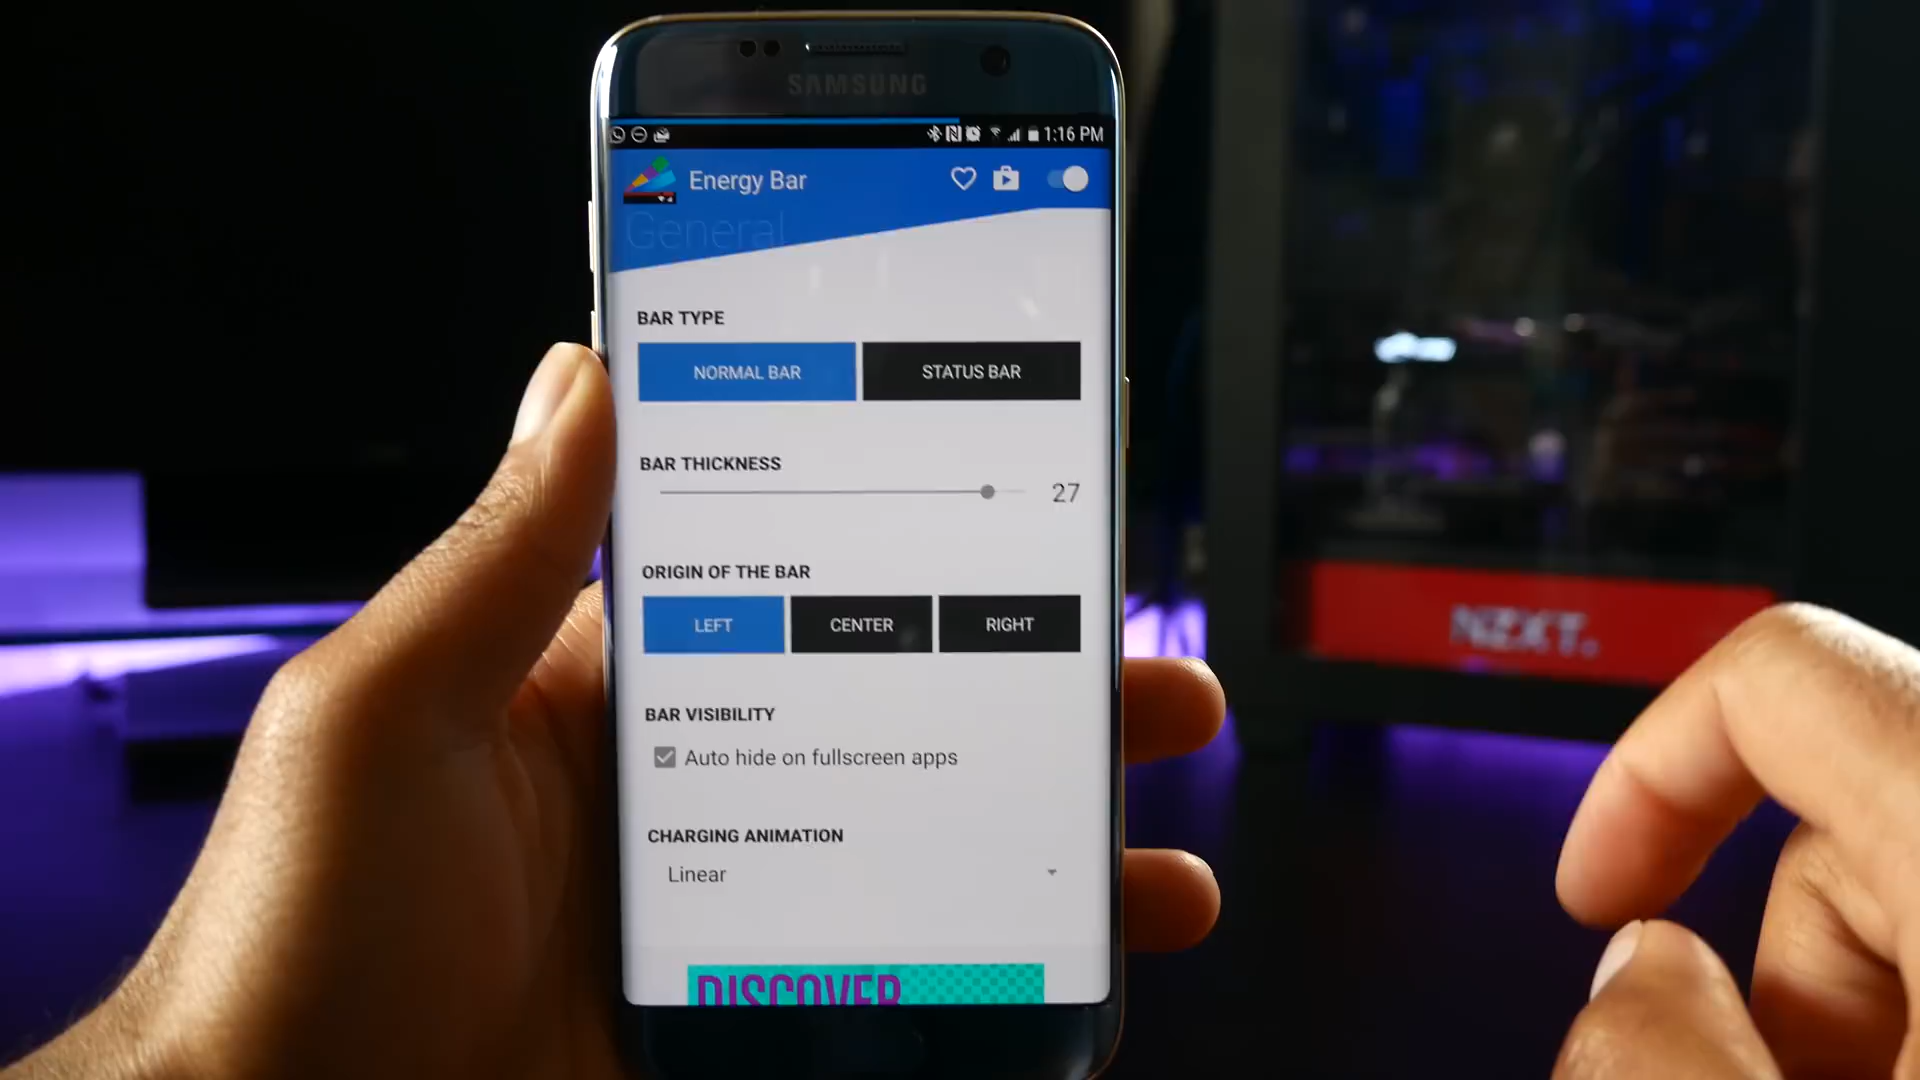 SAMSUNG
1:16 PM
Energy Bar
General
BAR TYPE
NORMAL BAR
STATUS BAR
BAR THICKNESS
27
ORIGIN OF THE BAR
LEFT
CENTER
RIGHT
BAR VISIBILITY
Auto hide on fullscreen apps
CHARGING ANIMATION
Linear
DISCOVER
NZXT.